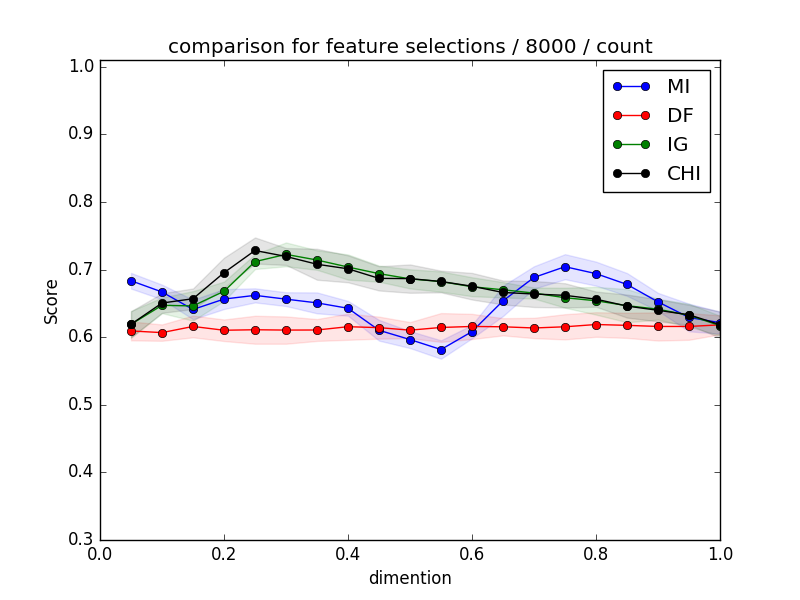 comparison for feature selections / 8000 / count
1.0
0.9
0.8
0.7
0.6
0.5
0.4
0.3
Score
MI
DF
IG
CHI
0.0 0.2 0.4 0.6 0.8 1.0
dimention